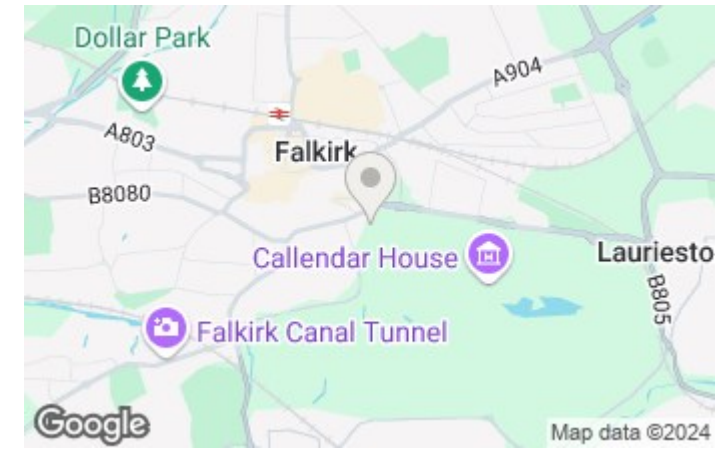 Dollar Park
A904
A803
Falkirk
B8080
Callendar House
Lauriesto
B805
Falkirk Canal Tunnel
Google
Map data ©2024